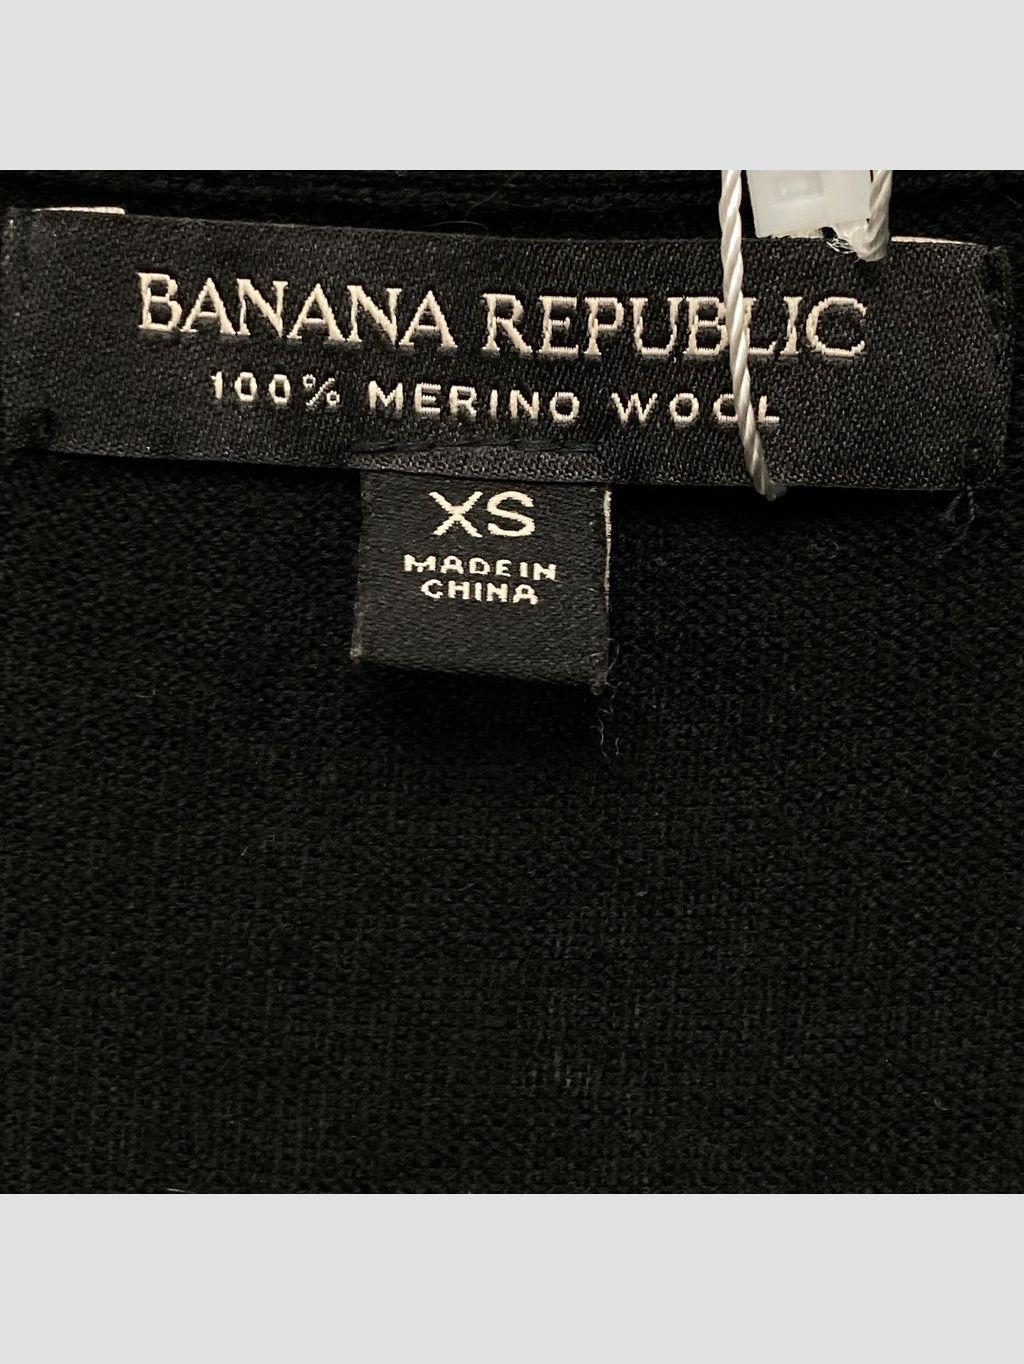 BANANA REPUBLIC
100% MERINO WOOL
XS
MADE IN
CHINA